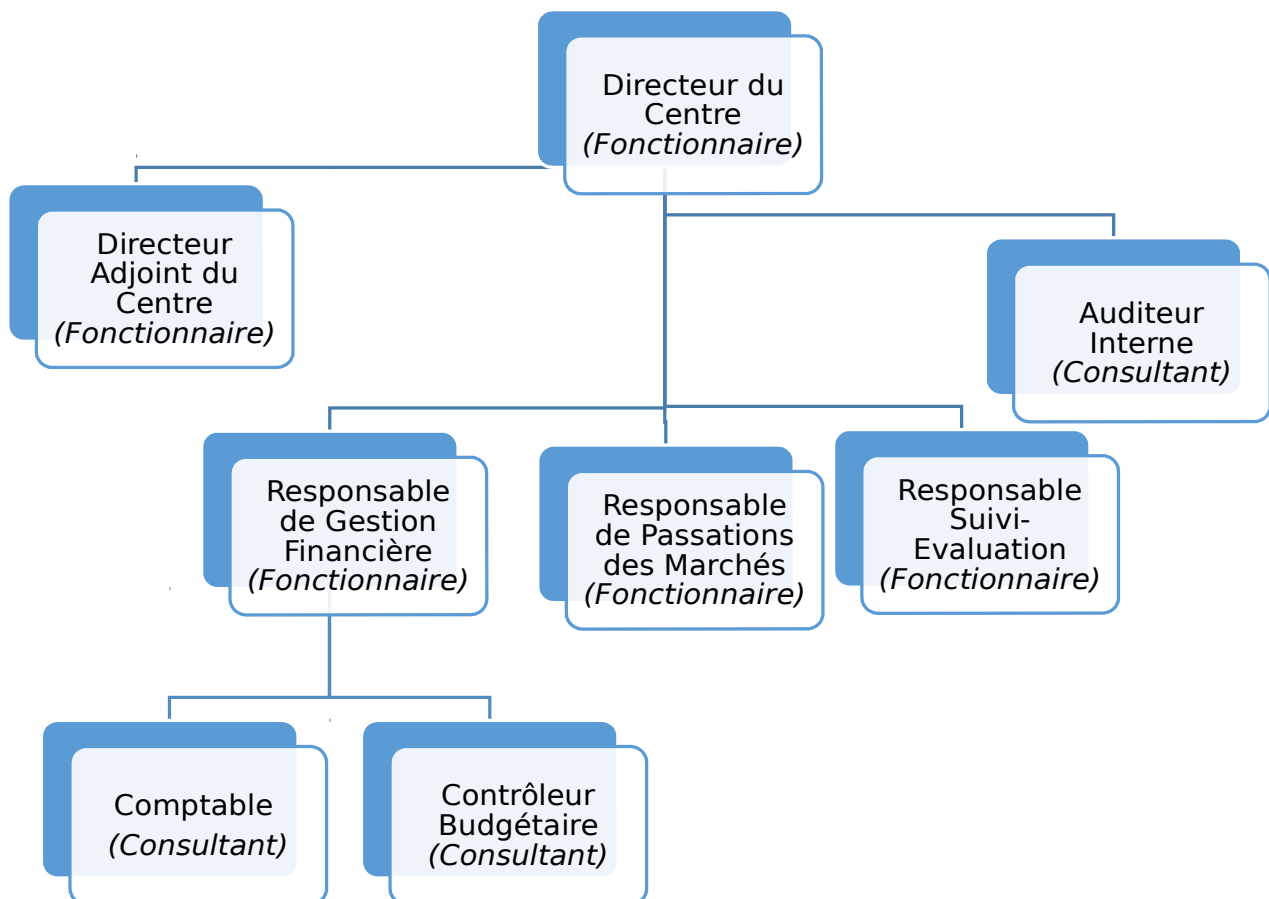 Directeur du
Centre
(Fonctionnaire)
Directeur
Adjoint du
Centre
(Fonctionnaire)
Auditeur
Interne
(Consultant)
Responsable
de Gestion
Financière
(Fonctionnaire)
Responsable
de Passations
des Marchés
(Fonctionnaire)
Responsable
Suivi-
Evaluation
(Fonctionnaire)
Comptable
(Consultant)
Contrôleur
Budgétaire
(Consultant)